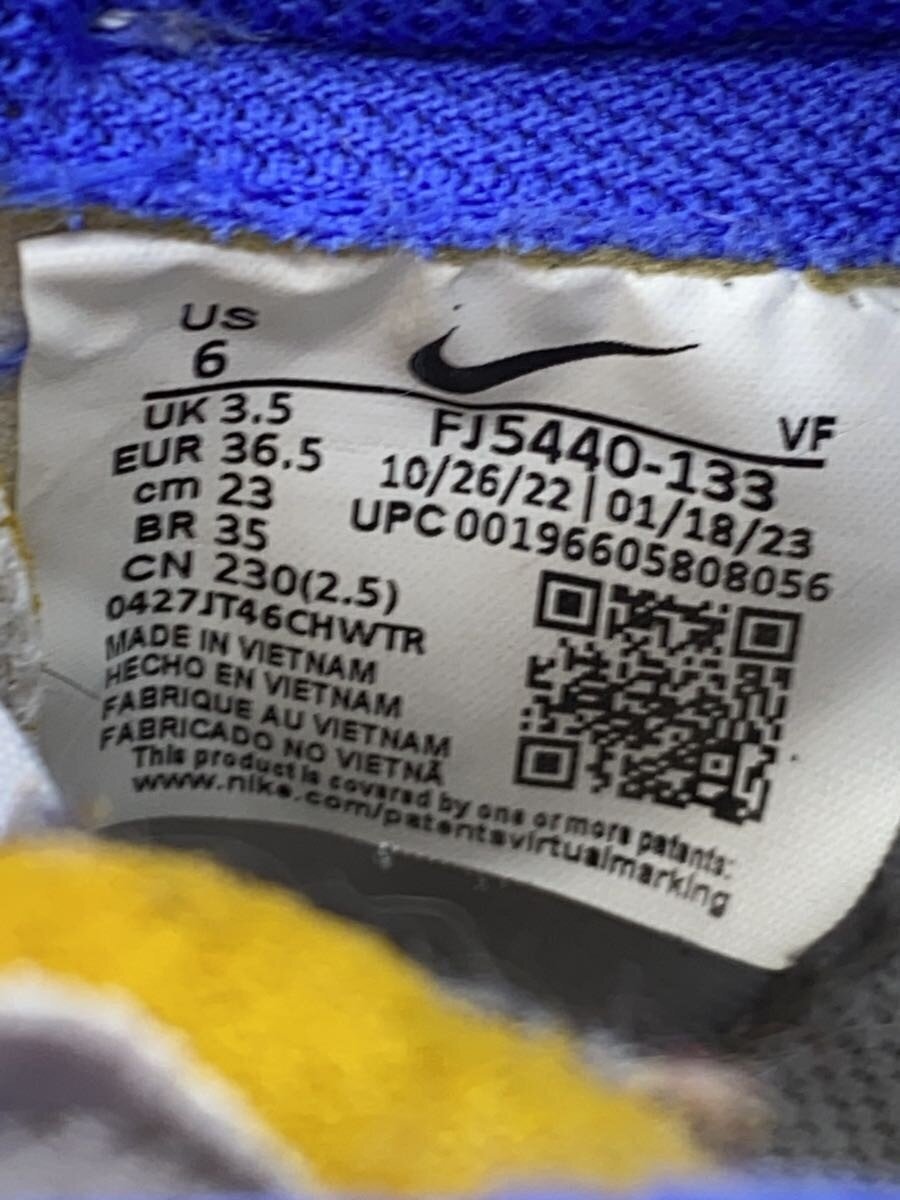 US
6
UK 3.5
EUR 36.5
cm 23
BR 35
CN 230(2.5)
0427JT46CHWTR
MADE IN VIETNAM
HECHO EN VIETNAM
FABRIQUE AU VIETNAM
FABRICADO NO VIETNÃ
This product is covered by one or more patents:
www.nike.com/patentsvirtualmarking
VF
FJ5440-133
10/26/22 | 01/18/23
UPC 00196605808056